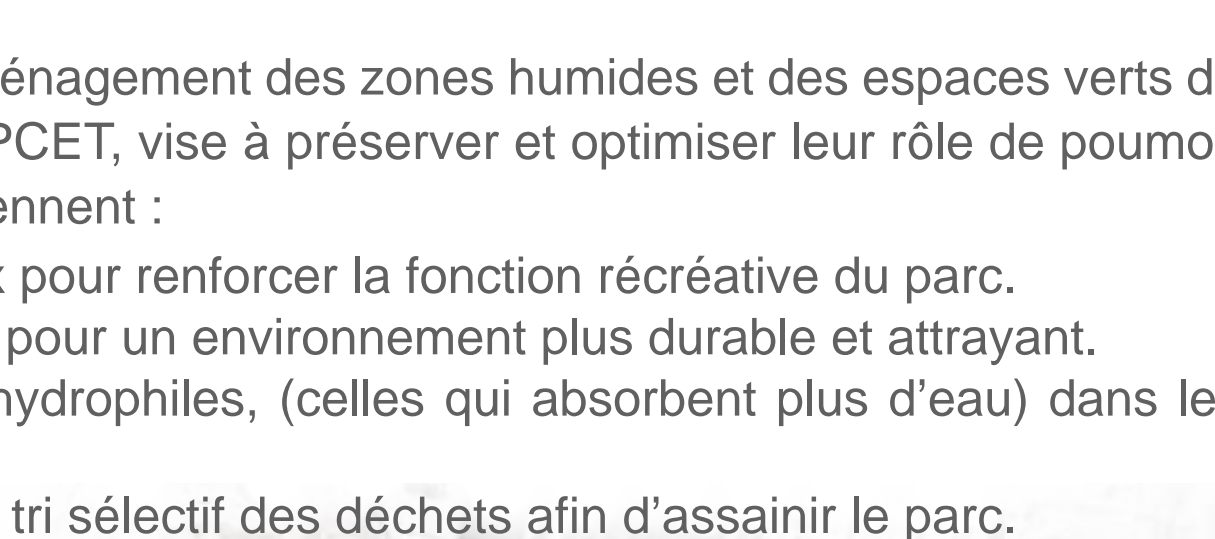 énagement des zones humides et des espaces verts d
PCET, vise à préserver et optimiser leur rôle de poumo
ennent :
x pour renforcer la fonction récréative du parc.
pour un environnement plus durable et attrayant.
hydrophiles, (celles qui absorbent plus d’eau) dans le
tri sélectif des déchets afin d’assainir le parc.